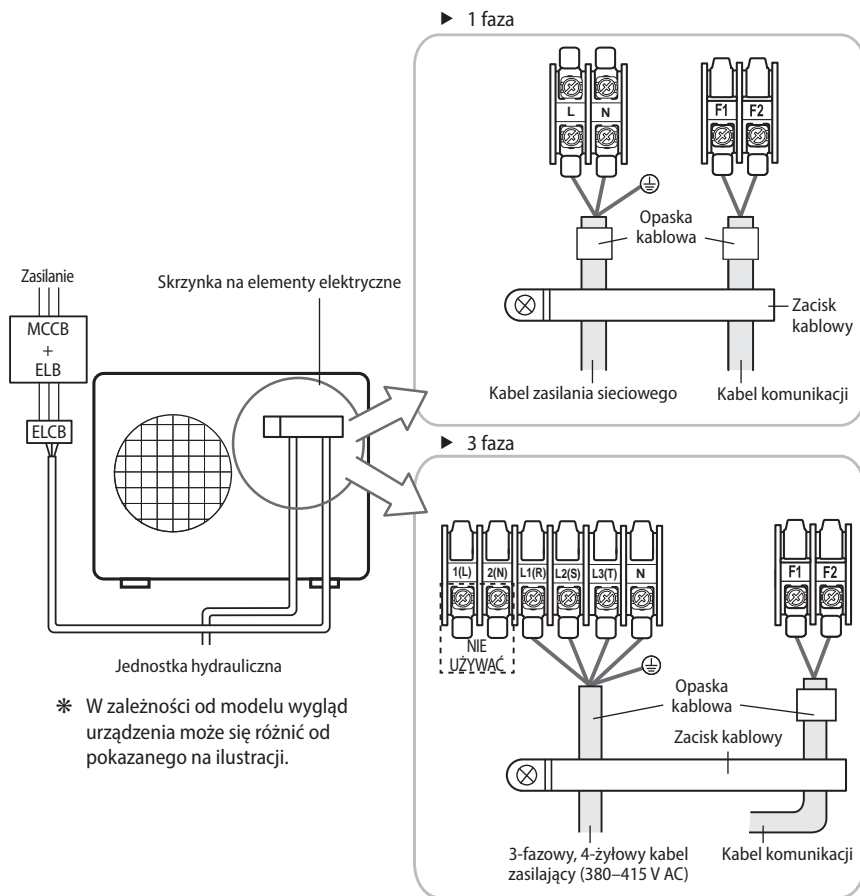 ▶ 1 faza
L N
F1 F2
Opaska
kablowa
Zacisk
kablowy
Kabel zasilania sieciowego
Kabel komunikacji
Zasilanie
MCCB
+
ELB
ELCB
Skrzynka na elementy elektryczne
Jednostka hydrauliczna
✻ W zależności od modelu wygląd
urządzenia może się różnić od
pokazanego na ilustracji.
▶ 3 faza
1(L) 2(N) L1(R) L2(S) L3(T) N
F1 F2
NIE
UŻYWAĆ
Opaska
kablowa
Zacisk kablowy
3-fazowy, 4-żyłowy kabel
zasilający (380–415 V AC)
Kabel komunikacji